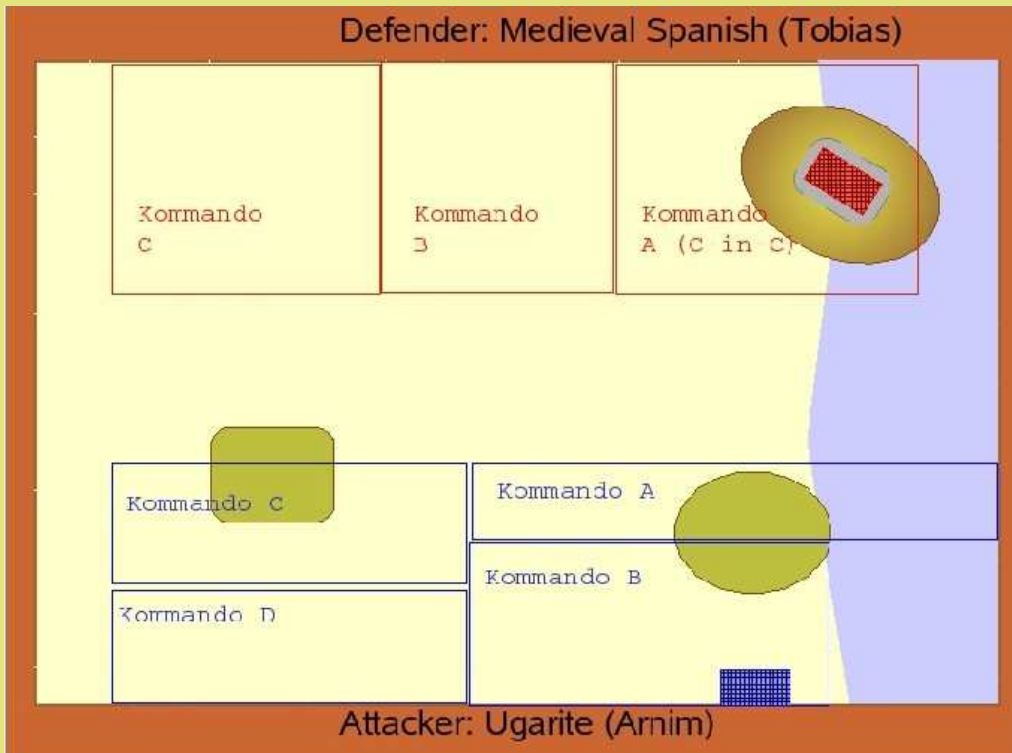 Defender: Medieval Spanish (Tobias)
Kommando
C
Kommando
B
Kommando
A (C in C)
Kommando C
Kommando A
Kommando B
Kommando D
Attacker: Ugarite (Arnim)